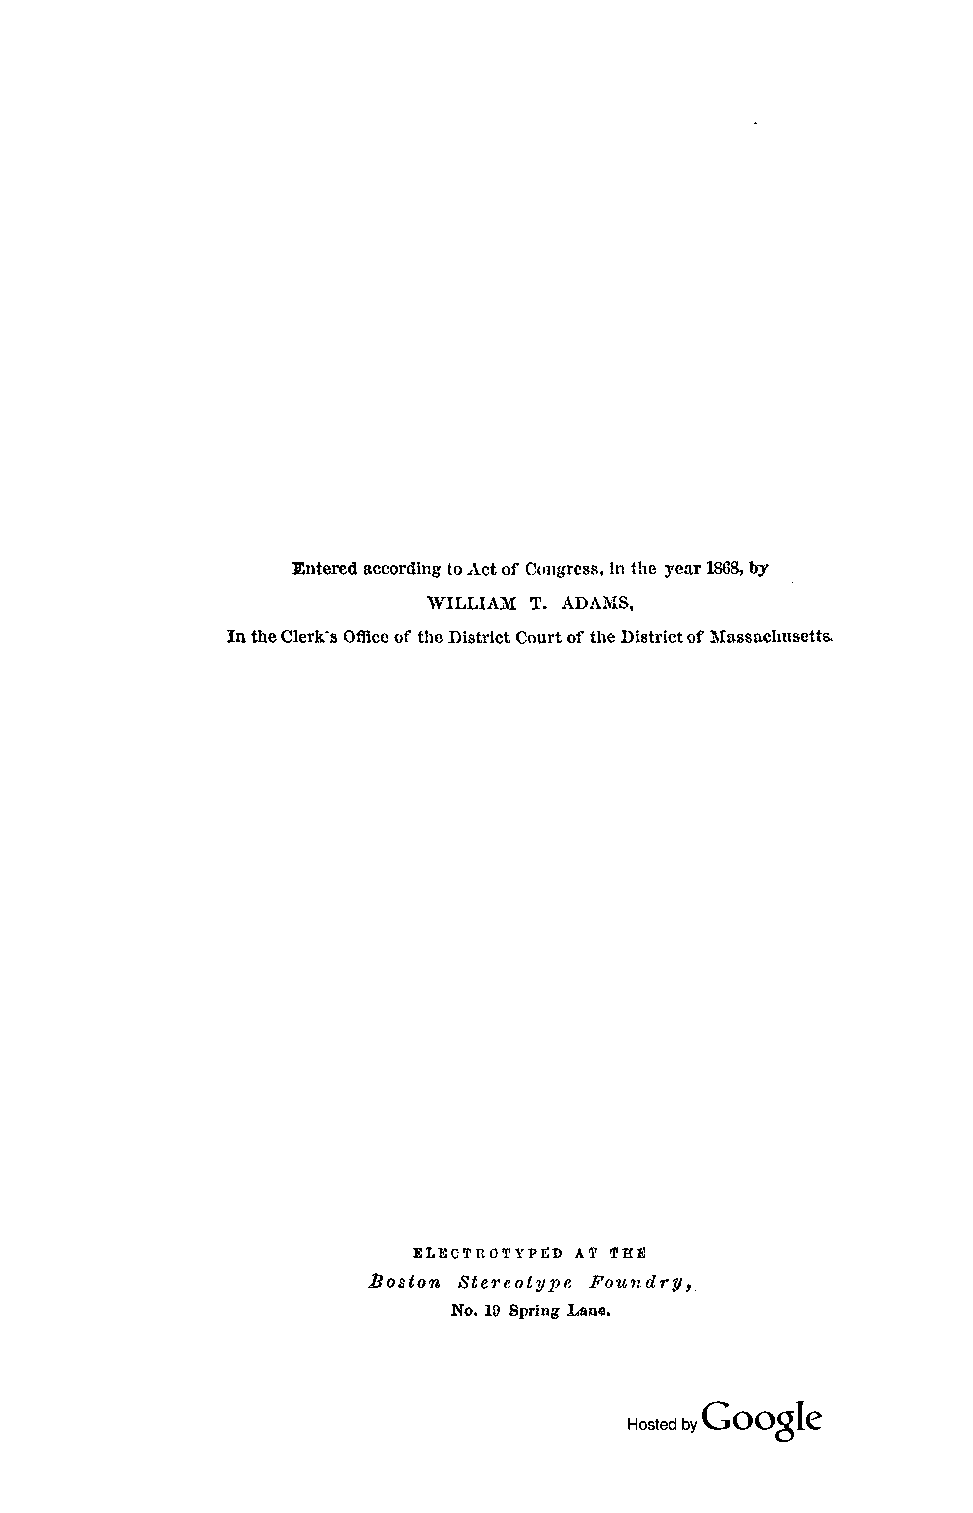 Entered according to Act of Congress, in the year 1868, by
WILLIAM T. ADAMS,
In the Clerk's Office of the District Court of the District of Massachusetts.
ELECTROTYPED AT THE
Boston Stereotype Foundry,
No. 19 Spring Lane.
Hosted by Google